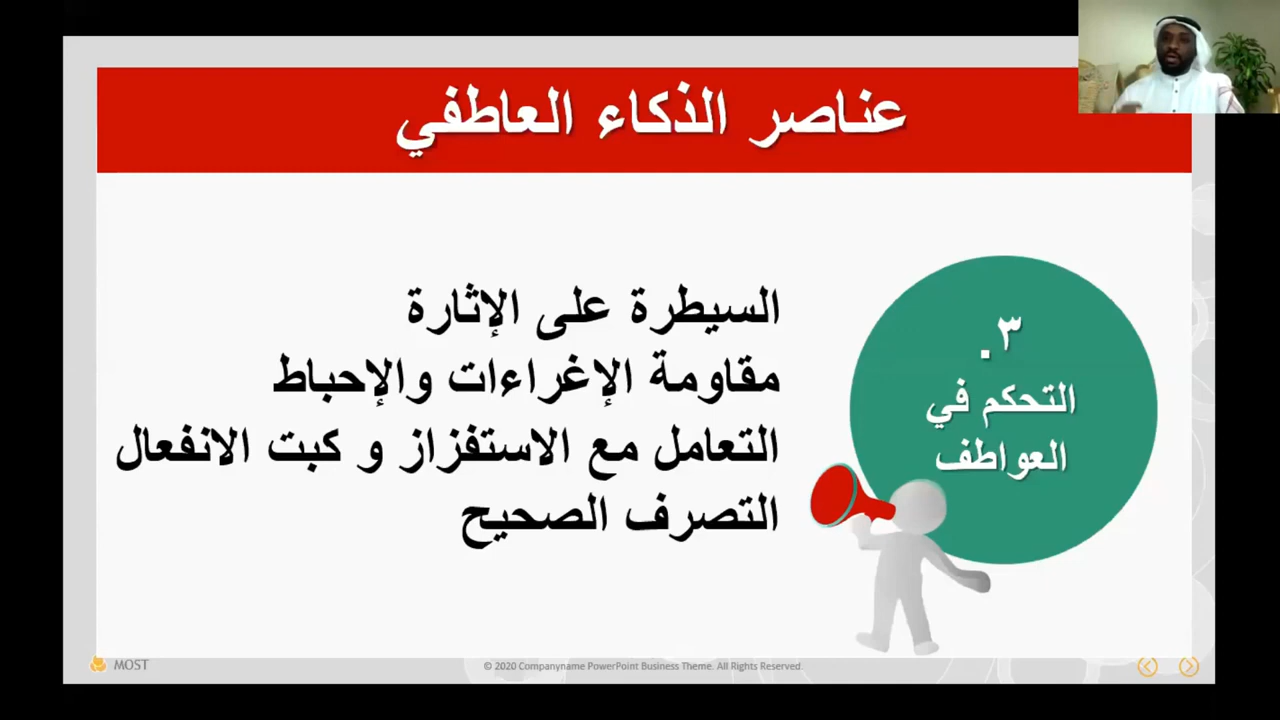 عناصر الذكاء العاطفي
٣.
التحكم في
العواطف
السيطرة على الإثارة
مقاومة الإغراءات والإحباط
التعامل مع الاستفزاز و كبت الانفعال
التصرف الصحيح
MOST
© 2020 Companyname PowerPoint Business Theme. All Rights Reserved.